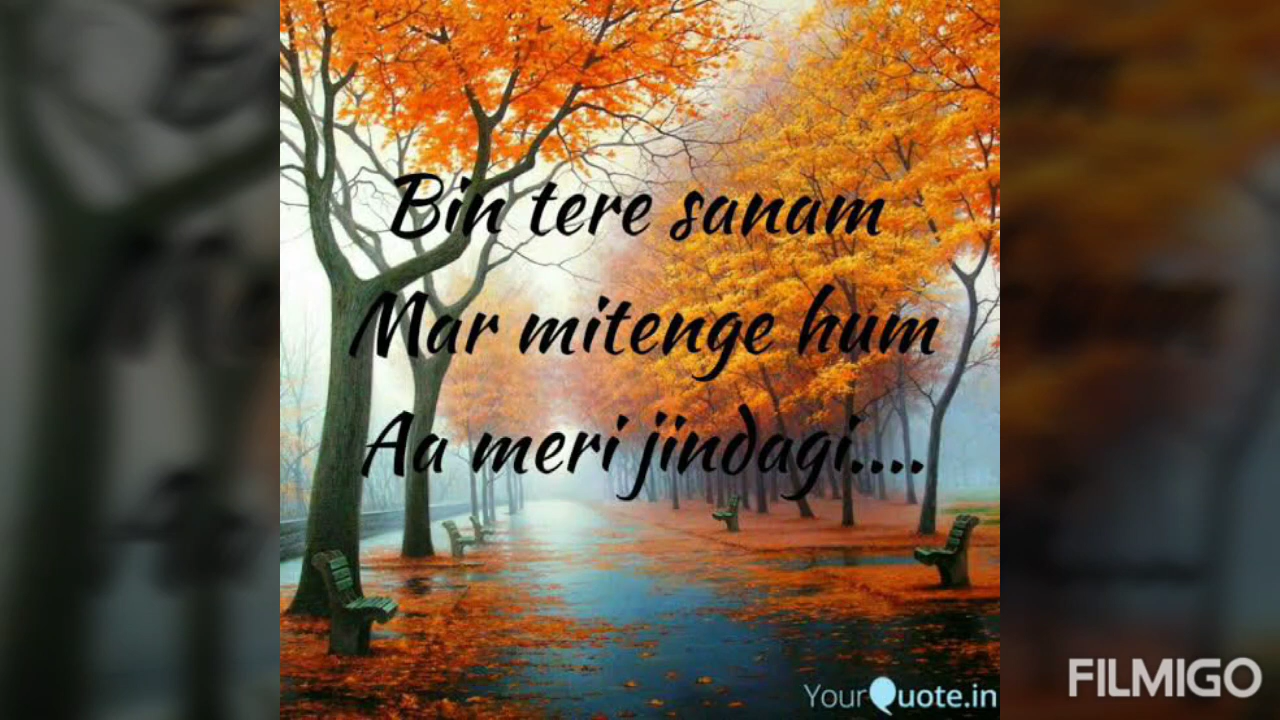 Bin tere sanam
Mar mitenge hum
Aa meri jindagi....
YourQuote.in
FILMIGO